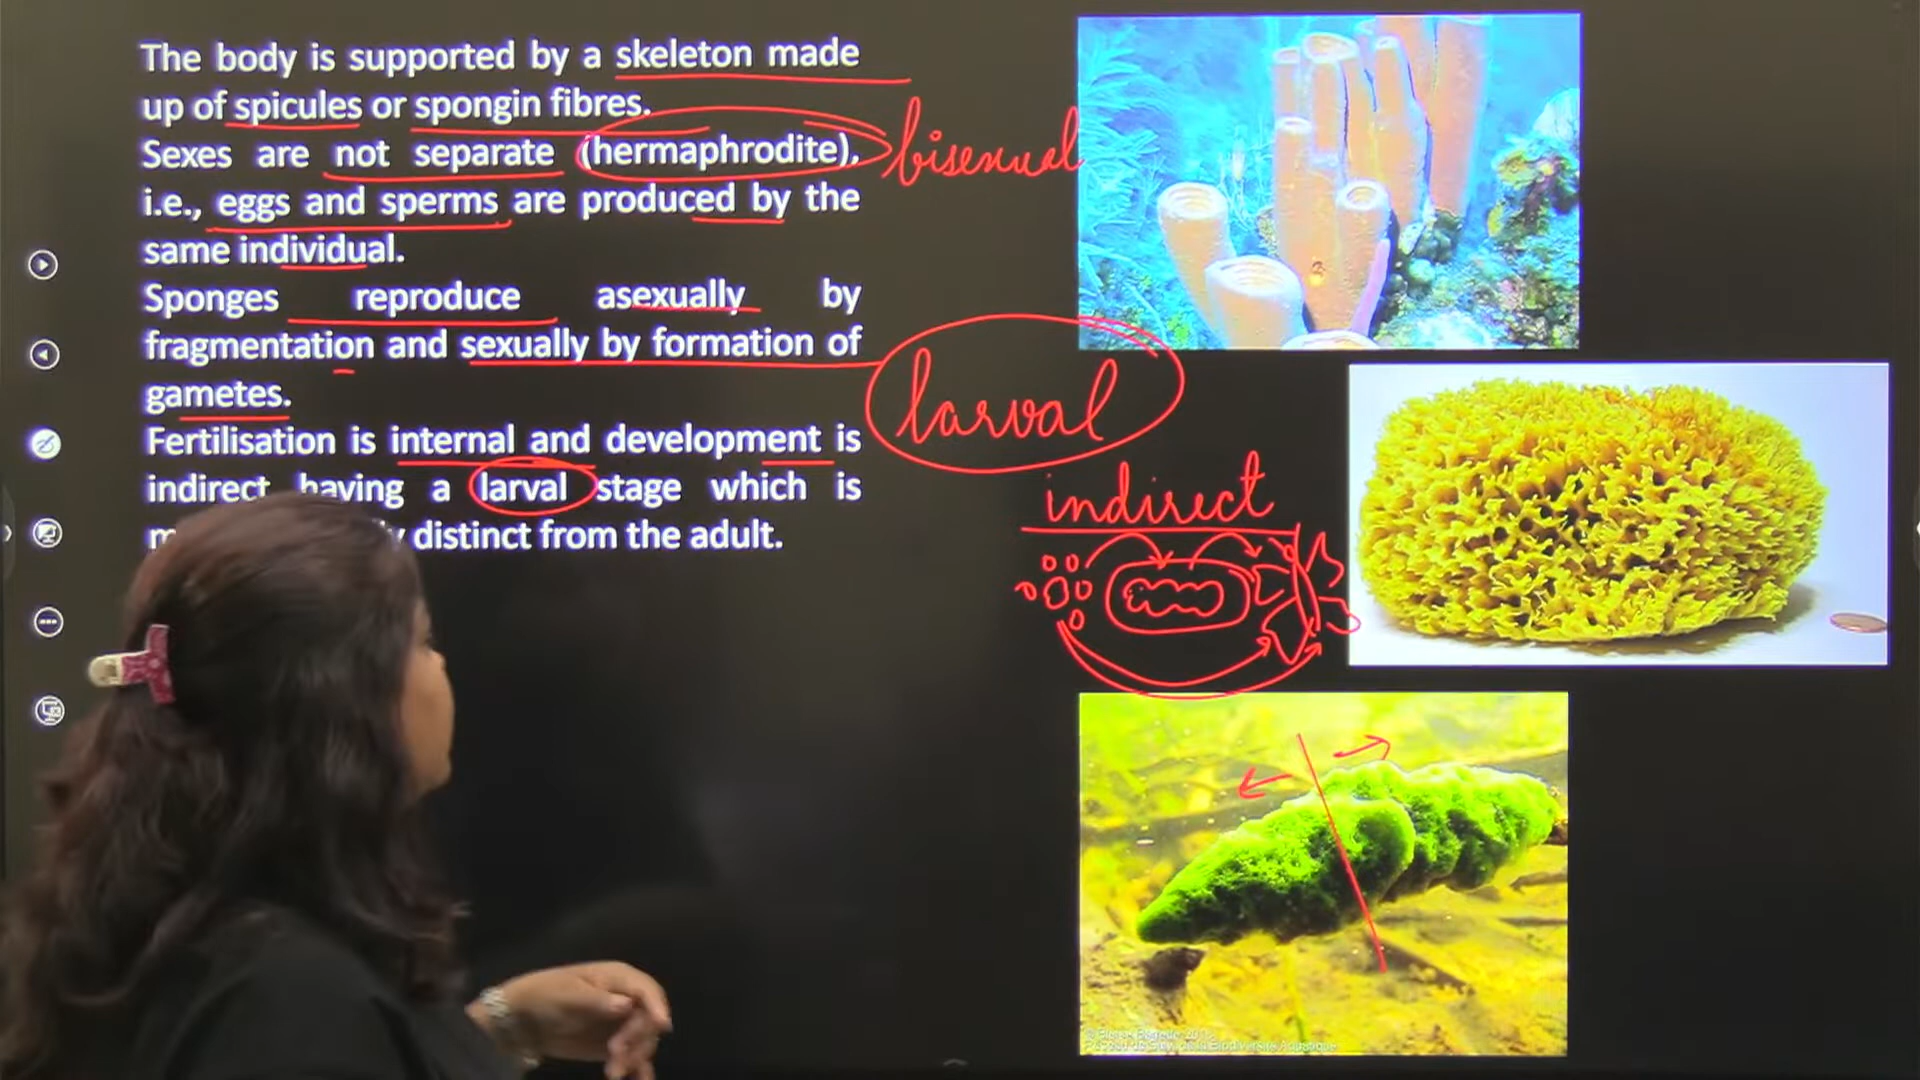 The body is supported by a skeleton made
up of spicules or spongin fibres.
Sexes are not separate (hermaphrodite),
bisexual
i.e., eggs and sperms are produced by the
same individual.
Sponges reproduce asexually by
fragmentation and sexually by formation of
gametes.
larval
Fertilisation is internal and development is
indirect having a larval stage which is
distinct from the adult.
indirect